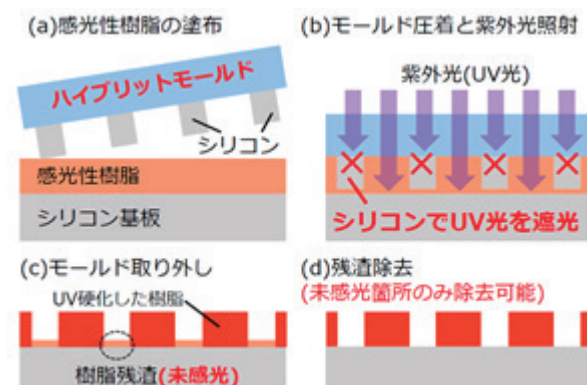 (a)感光性樹脂の塗布
ハイブリットモールド
シリコン
感光性樹脂
シリコン基板
(b)モールド圧着と紫外光照射
紫外光(UV光)
シリコンでUV光を遮光
(c)モールド取り外し
UV硬化した樹脂
樹脂残渣(未感光)
(d)残渣除去
(未感光箇所のみ除去可能)